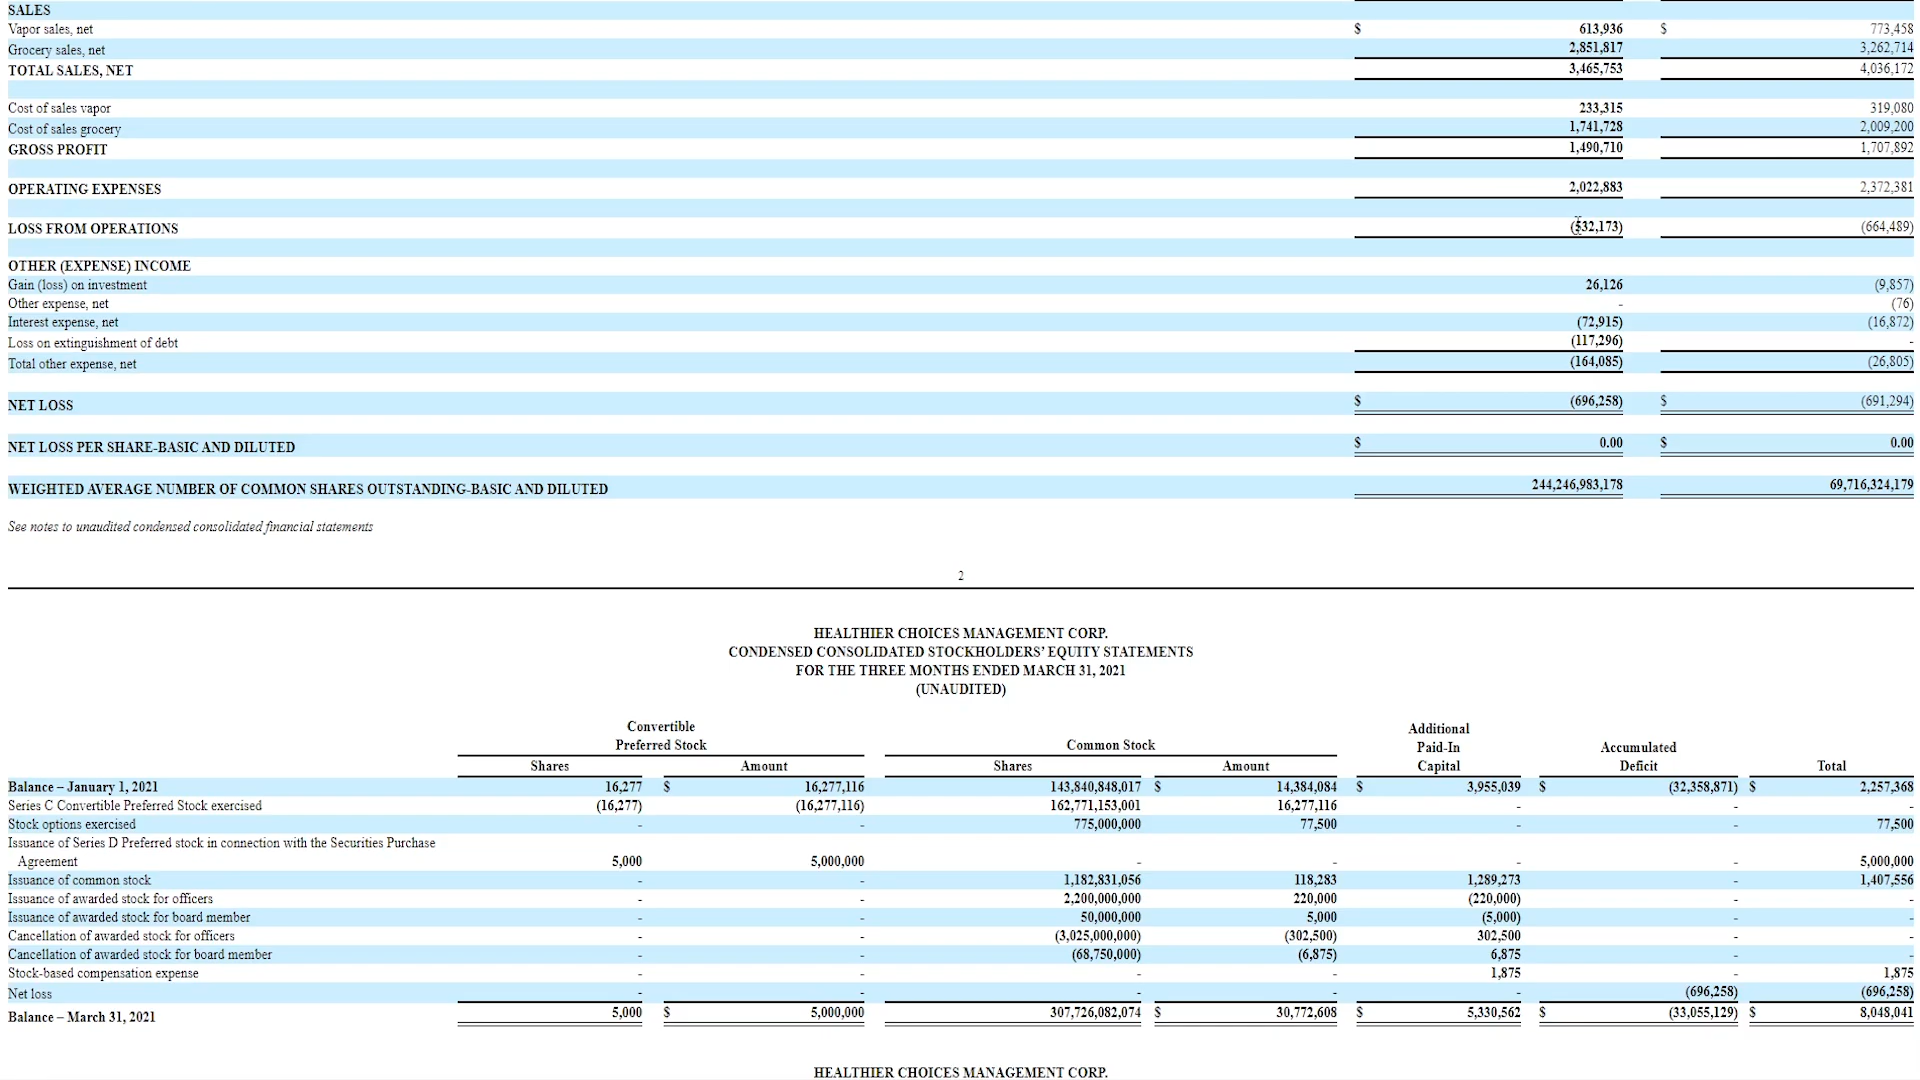 SALES
Vapor sales, net $ 613,936 $ 773,458
Grocery sales, net 2,851,817 3,262,714
TOTAL SALES, NET 3,465,753 4,036,172
Cost of sales vapor 233,315 319,080
Cost of sales grocery 1,741,728 2,009,200
GROSS PROFIT 1,490,710 1,707,892
OPERATING EXPENSES 2,022,883 2,372,381
LOSS FROM OPERATIONS (532,173) (664,489)
OTHER (EXPENSE) INCOME
Gain (loss) on investment 26,126 (9,857)
Other expense, net - (76)
Interest expense, net (72,915) (16,872)
Loss on extinguishment of debt (117,296) -
Total other expense, net (164,085) (26,805)
NET LOSS $ (696,258) $ (691,294)
NET LOSS PER SHARE-BASIC AND DILUTED $ 0.00 $ 0.00
WEIGHTED AVERAGE NUMBER OF COMMON SHARES OUTSTANDING-BASIC AND DILUTED 244,246,983,178 69,716,324,179
See notes to unaudited condensed consolidated financial statements
2
HEALTHIER CHOICES MANAGEMENT CORP.
CONDENSED CONSOLIDATED STOCKHOLDERS' EQUITY STATEMENTS
FOR THE THREE MONTHS ENDED MARCH 31, 2021
(UNAUDITED)
Convertible Additional
Preferred Stock Common Stock Paid-In Accumulated
Shares Amount Shares Amount Capital Deficit Total
Balance – January 1, 2021 16,277 $ 16,277,116 143,840,848,017 $ 14,384,084 $ 3,955,039 $ (32,358,871) $ 2,257,368
Series C Convertible Preferred Stock exercised (16,277) (16,277,116) 162,771,153,001 16,277,116 - - -
Stock options exercised - - 775,000,000 77,500 - - 77,500
Issuance of Series D Preferred stock in connection with the Securities Purchase
Agreement 5,000 5,000,000 - - - - 5,000,000
Issuance of common stock - - 1,182,831,056 118,283 1,289,273 - 1,407,556
Issuance of awarded stock for officers - - 2,200,000,000 220,000 (220,000) - -
Issuance of awarded stock for board member - - 50,000,000 5,000 (5,000) - -
Cancellation of awarded stock for officers - - (3,025,000,000) (302,500) 302,500 - -
Cancellation of awarded stock for board member - - (68,750,000) (6,875) 6,875 - -
Stock-based compensation expense - - - - 1,875 - 1,875
Net loss - - - - - (696,258) (696,258)
Balance – March 31, 2021 5,000 $ 5,000,000 307,726,082,074 $ 30,772,608 $ 5,330,562 $ (33,055,129) $ 8,048,041
HEALTHIER CHOICES MANAGEMENT CORP.